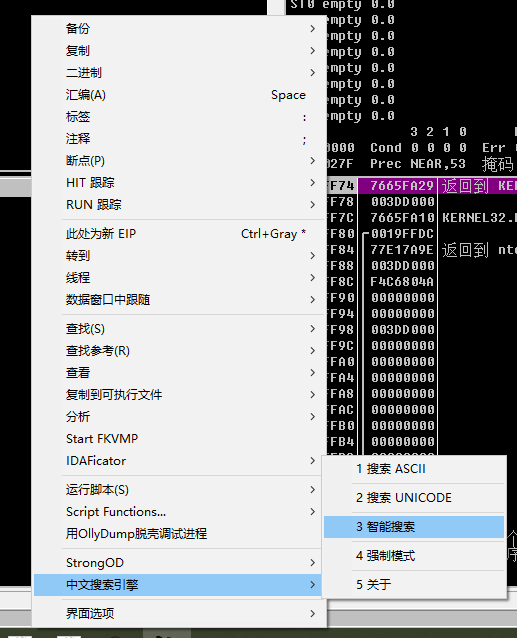 ST0 empty 0.0
empty 0.0
empty 0.0
empty 0.0
empty 0.0
empty 0.0
empty 0.0
3 2 1 0
0000 Cond 0 0 0 0 Err
027F Prec NEAR,53 掩码
FF74 7665FA29 返回到 KE
FF78 003DD000
FF7C 7665FA10 KERNEL32.
FF80 0019FFDC
FF84 77E17A9E 返回到 nt
FF88 003DD000
FF8C F4C6804A
FF90 00000000
FF94 00000000
FF98 003DD000
FF9C 00000000
FFA0 00000000
FFA4 00000000
FFA8 00000000
FFAC 00000000
FFB0 00000000
FFB4 00000000
备份
复制
二进制
汇编(A) Space
标签 :
注释 ;
断点(P)
HIT 跟踪
RUN 跟踪
此处为新 EIP Ctrl+Gray *
转到
线程
数据窗口中跟随
查找(S)
查找参考(R)
查看
复制到可执行文件
分析
Start FKVMP
IDAFicator
运行脚本(S)
Script Functions...
用OllyDump脱壳调试进程
StrongOD
中文搜索引擎
界面选项
1 搜索 ASCII
2 搜索 UNICODE
3 智能搜索
4 强制模式
5 关于